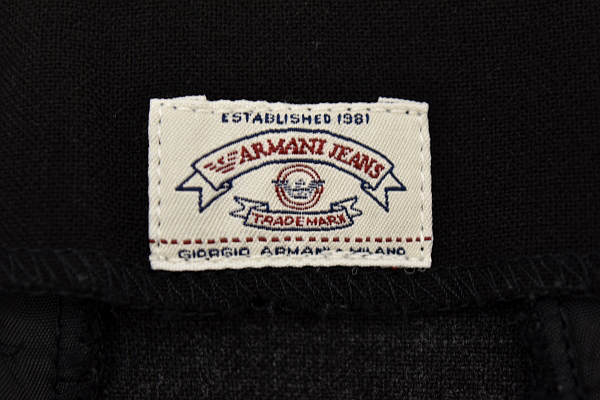 ESTABLISHED 1981
ARMANI JEANS
TRADEMARK
GIORGIO ARMANI - MILANO